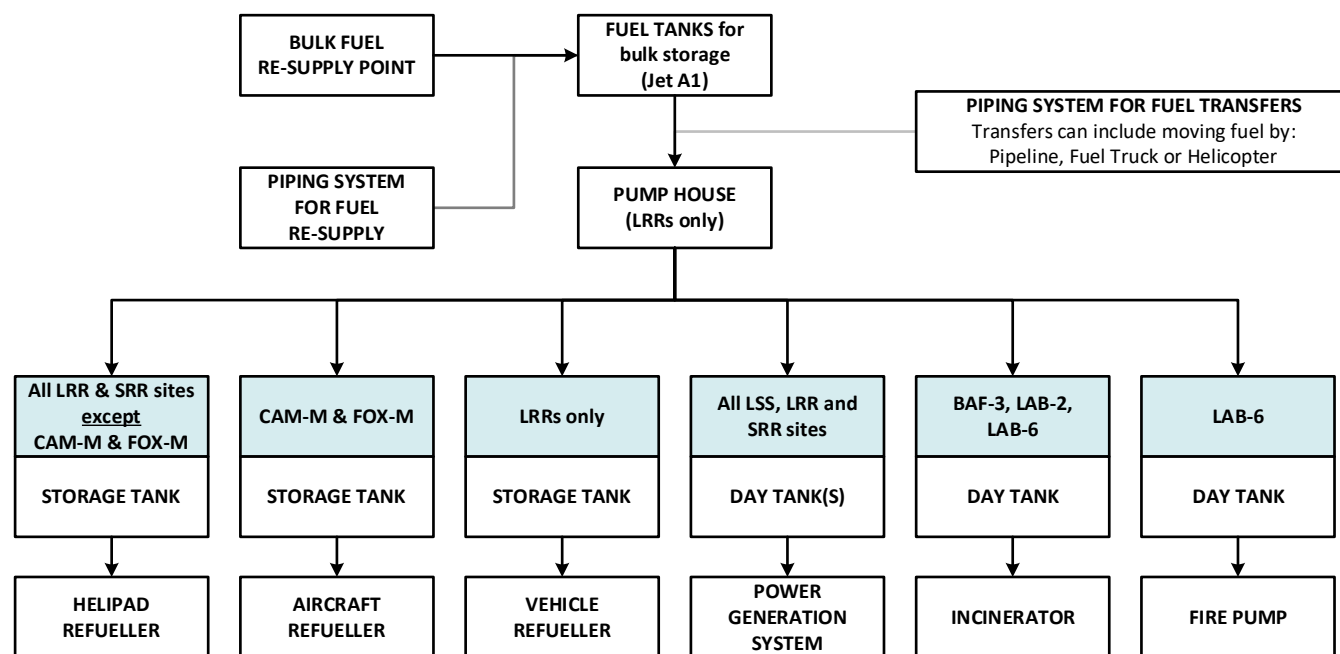 BULK FUEL
RE-SUPPLY POINT
FUEL TANKS for
bulk storage
(Jet A1)
PIPING SYSTEM FOR FUEL TRANSFERS
Transfers can include moving fuel by:
Pipeline, Fuel Truck or Helicopter
PIPING SYSTEM
FOR FUEL
RE-SUPPLY
PUMP HOUSE
(LRRs only)
All LRR & SRR sites
except
CAM-M & FOX-M
STORAGE TANK
HELIPAD
REFUELLER
CAM-M & FOX-M
STORAGE TANK
AIRCRAFT
REFUELLER
LRRs only
STORAGE TANK
VEHICLE
REFUELLER
All LSS, LRR and
SRR sites
DAY TANK(S)
POWER
GENERATION
SYSTEM
BAF-3, LAB-2,
LAB-6
DAY TANK
INCINERATOR
LAB-6
DAY TANK
FIRE PUMP